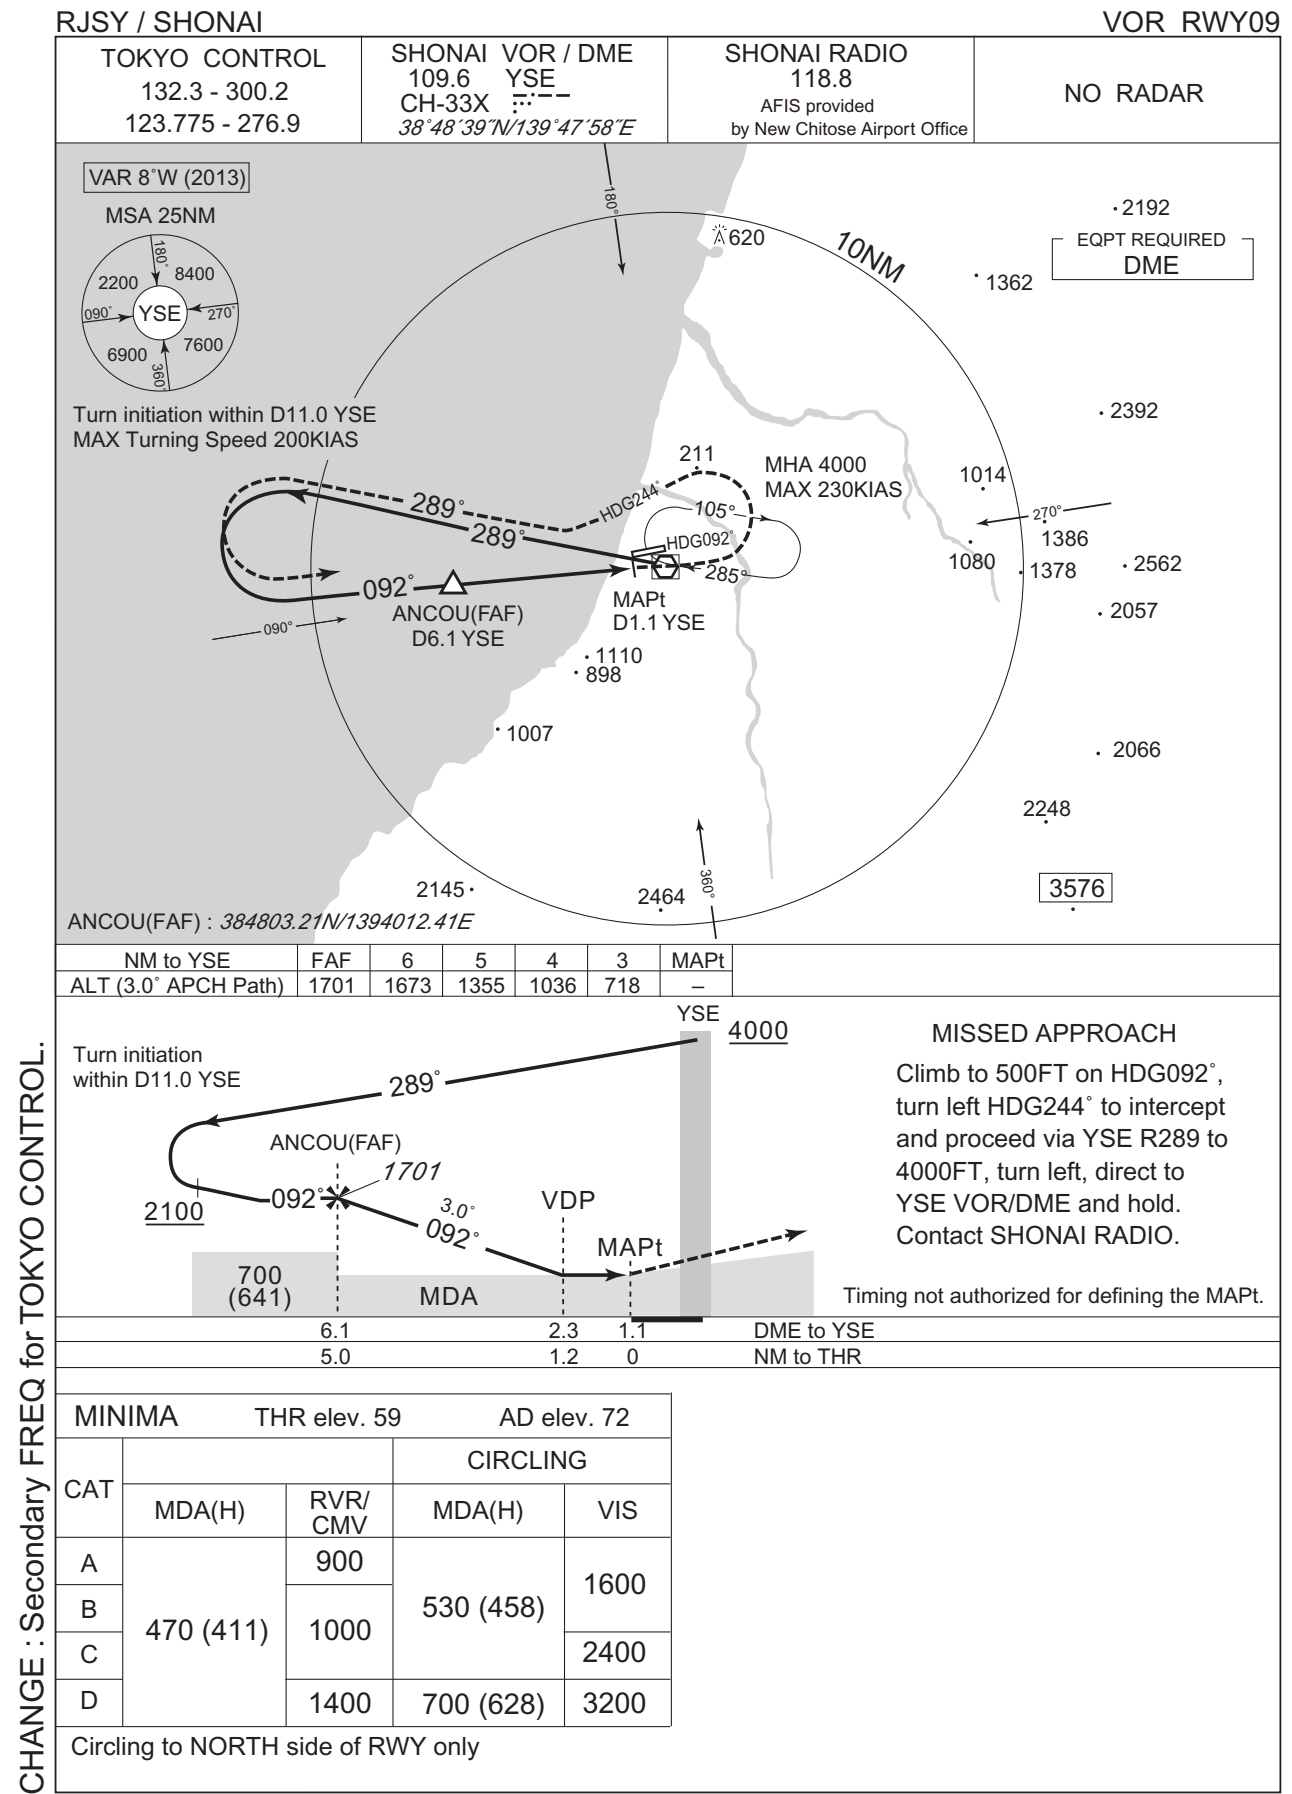 RJSY / SHONAI
VOR RWY09
TOKYO CONTROL
132.3 - 300.2
123.775 - 276.9
SHONAI VOR / DME
109.6 YSE
CH-33X
38°48′39″N/139°47′58″E
SHONAI RADIO
118.8
AFIS provided
by New Chitose Airport Office
NO RADAR
VAR 8°W (2013)
MSA 25NM
180°
2200
8400
090°
YSE
270°
6900
7600
360°
Turn initiation within D11.0 YSE
MAX Turning Speed 200KIAS
180°
620
10NM
2192
EQPT REQUIRED
DME
1362
2392
211
MHA 4000
MAX 230KIAS
1014
289°
HDG244°
105°
289°
HDG092°
270°
1386
1080
1378
2562
285°
092°
ANCOU(FAF)
D6.1 YSE
MAPt
D1.1 YSE
2057
090°
1110
898
1007
2066
2248
360°
2145
2464
3576
ANCOU(FAF) : 384803.21N/1394012.41E
NM to YSE FAF 6 5 4 3 MAPt
ALT (3.0° APCH Path) 1701 1673 1355 1036 718 –
YSE
4000
Turn initiation
within D11.0 YSE
289°
ANCOU(FAF)
1701
2100
092°
3.0°
092°
VDP
MAPt
700
(641)
MDA
MISSED APPROACH
Climb to 500FT on HDG092°,
turn left HDG244° to intercept
and proceed via YSE R289 to
4000FT, turn left, direct to
YSE VOR/DME and hold.
Contact SHONAI RADIO.
Timing not authorized for defining the MAPt.
6.1 2.3 1.1 DME to YSE
5.0 1.2 0 NM to THR
MINIMA THR elev. 59 AD elev. 72
CAT
CIRCLING
MDA(H)
RVR/
CMV
MDA(H)
VIS
A
900
B
470 (411)
1000
530 (458)
1600
C
2400
D
1400
700 (628)
3200
Circling to NORTH side of RWY only
CHANGE : Secondary FREQ for TOKYO CONTROL.